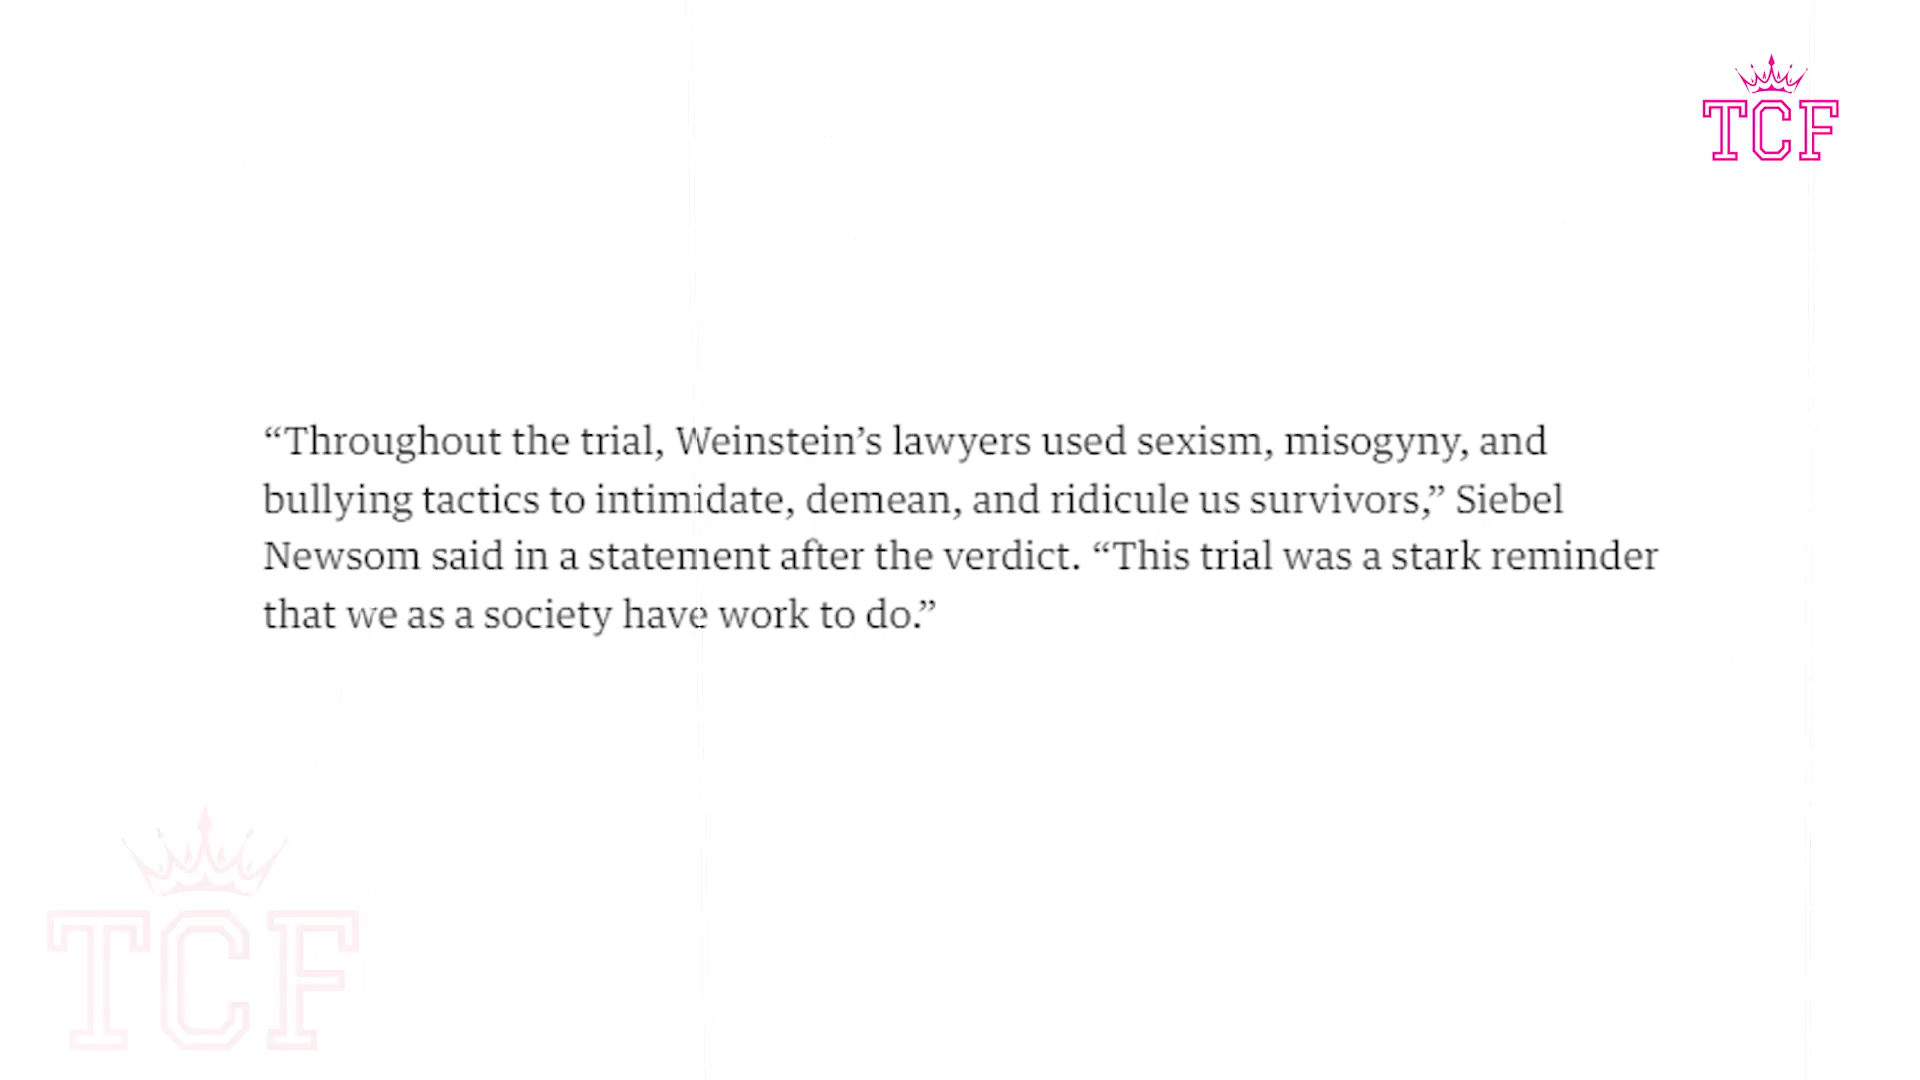 TCF
“Throughout the trial, Weinstein’s lawyers used sexism, misogyny, and
bullying tactics to intimidate, demean, and ridicule us survivors,” Siebel
Newsom said in a statement after the verdict. “This trial was a stark reminder
that we as a society have work to do.”
TCF